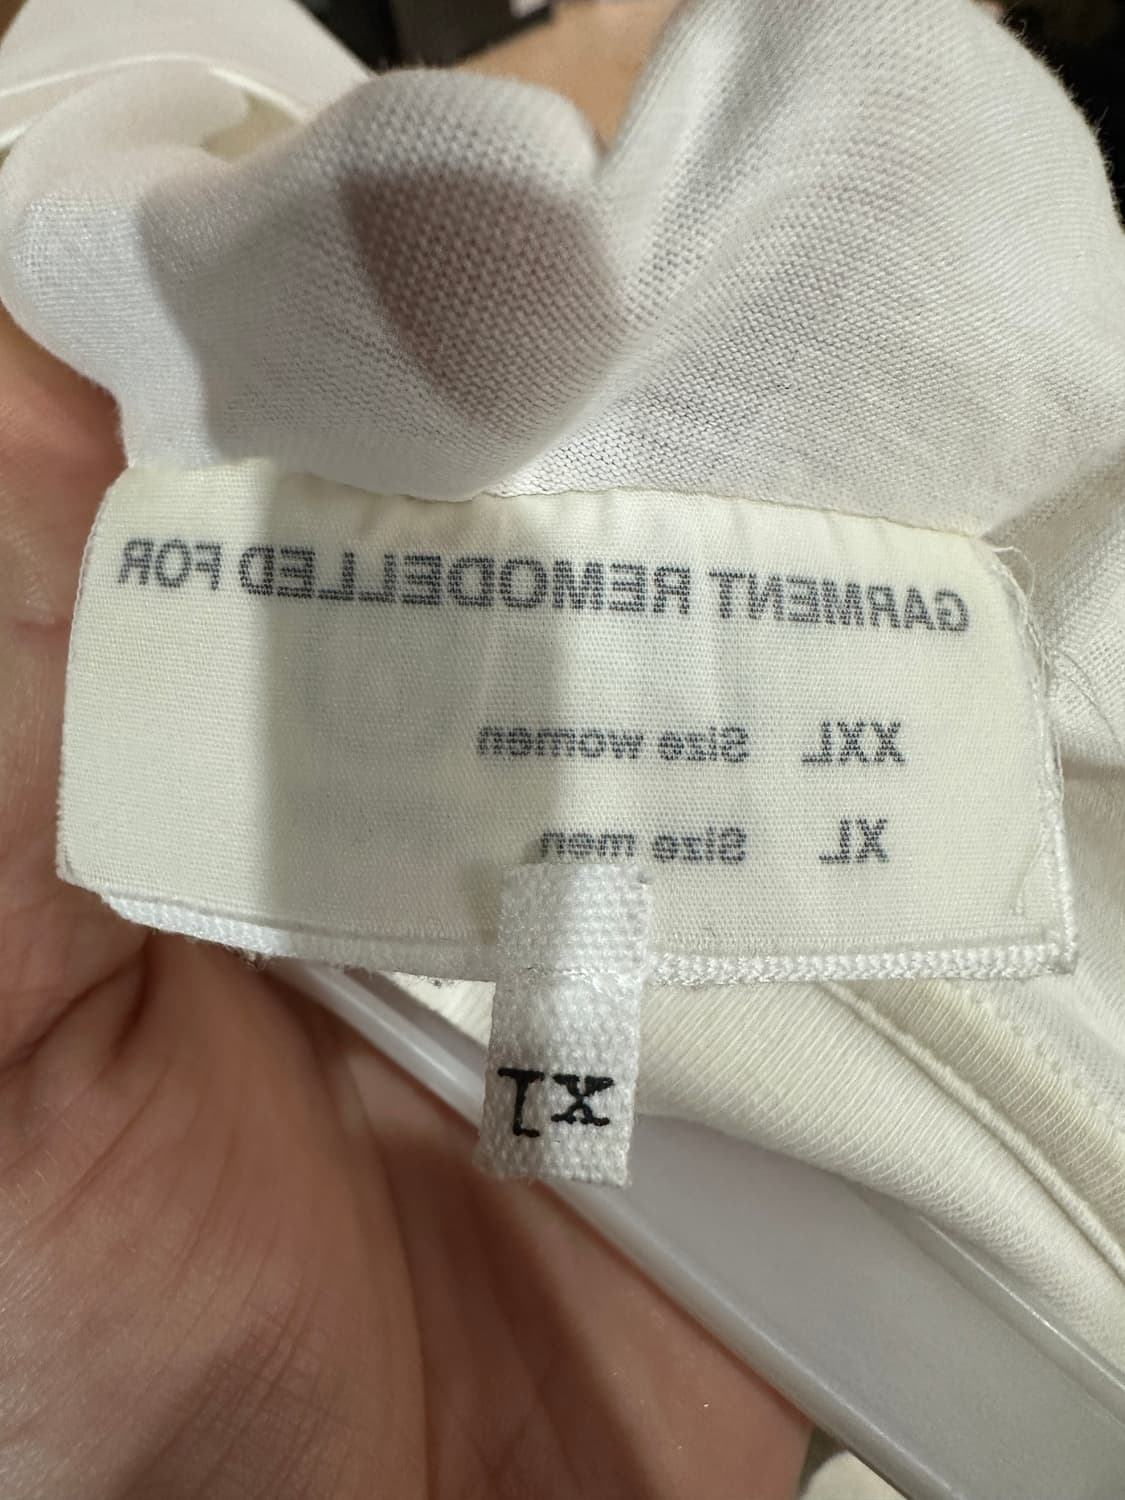 GARMENT REMODELLED FOR
XXL Size women
XL Size men
XL